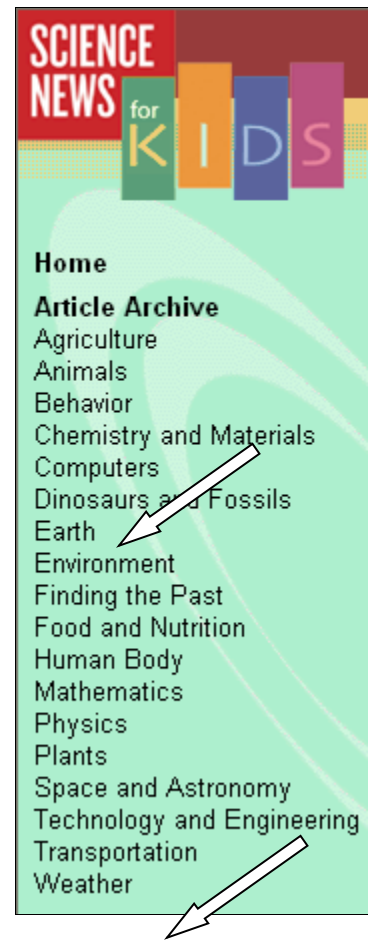 SCIENCE
NEWS
for
KIDS
Home
Article Archive
Agriculture
Animals
Behavior
Chemistry and Materials
Computers
Dinosaurs and Fossils
Earth
Environment
Finding the Past
Food and Nutrition
Human Body
Mathematics
Physics
Plants
Space and Astronomy
Technology and Engineering
Transportation
Weather